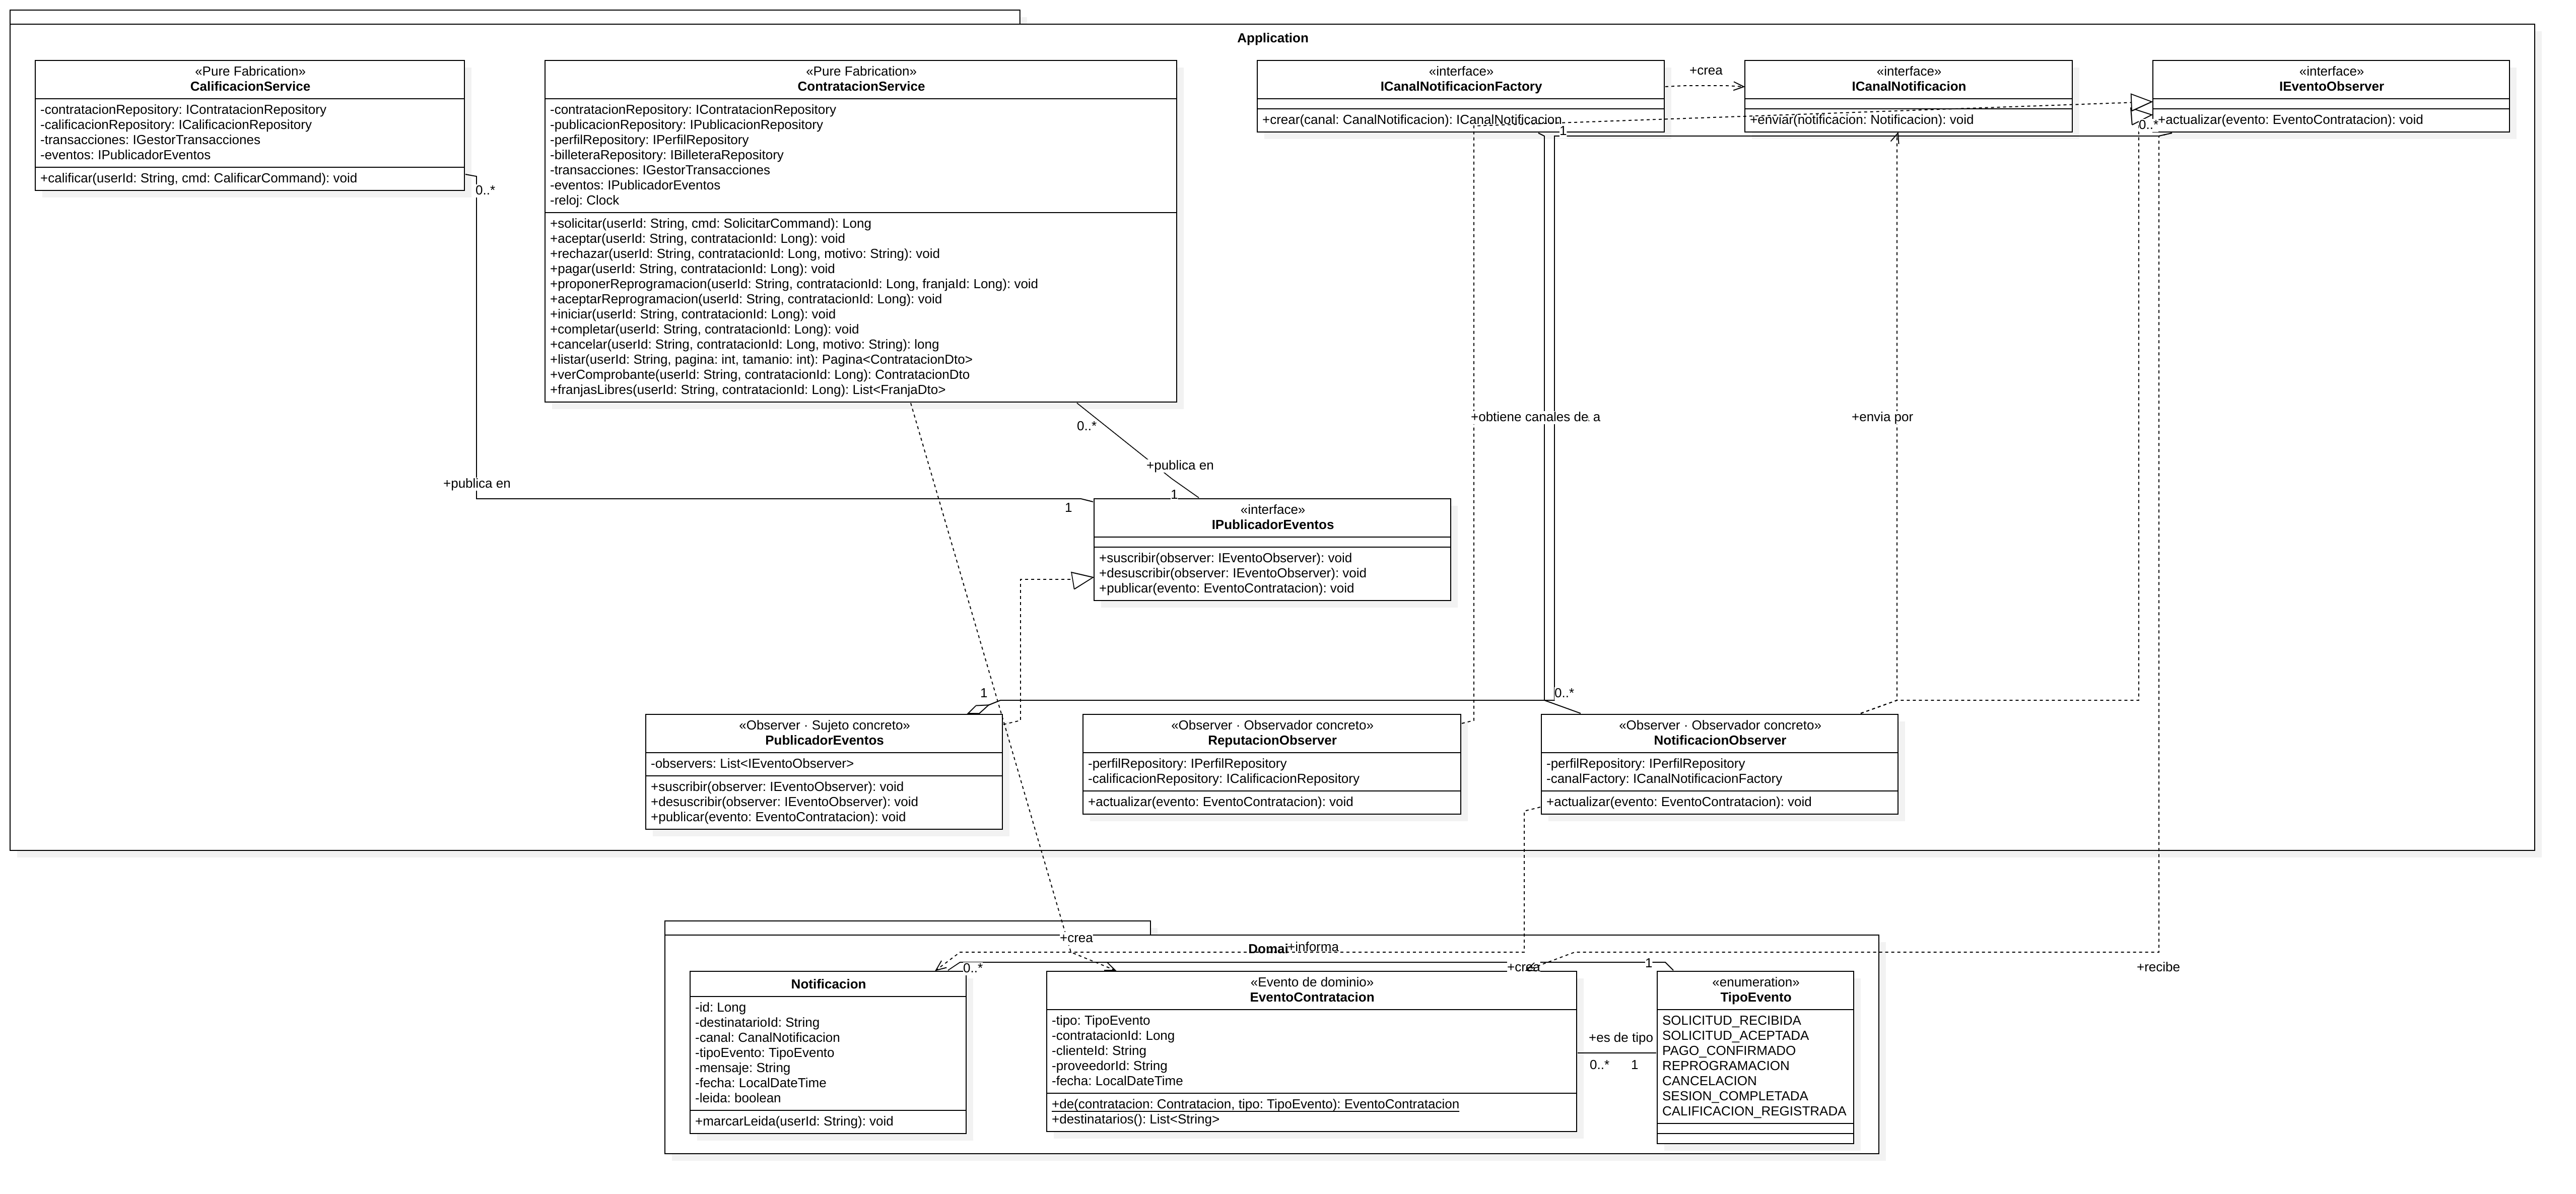 Application
«Pure Fabrication»
CalificacionService
-contratacionRepository: IContratacionRepository
-calificacionRepository: ICalificacionRepository
-transacciones: IGestorTransacciones
-eventos: IPublicadorEventos
+calificar(userId: String, cmd: CalificarCommand): void
0..*
«Pure Fabrication»
ContratacionService
-contratacionRepository: IContratacionRepository
-publicacionRepository: IPublicacionRepository
-perfilRepository: IPerfilRepository
-billeteraRepository: IBilleteraRepository
-transacciones: IGestorTransacciones
-eventos: IPublicadorEventos
-reloj: Clock
+solicitar(userId: String, cmd: SolicitarCommand): Long
+aceptar(userId: String, contratacionId: Long): void
+rechazar(userId: String, contratacionId: Long, motivo: String): void
+pagar(userId: String, contratacionId: Long): void
+proponerReprogramacion(userId: String, contratacionId: Long, franjaId: Long): void
+aceptarReprogramacion(userId: String, contratacionId: Long): void
+iniciar(userId: String, contratacionId: Long): void
+completar(userId: String, contratacionId: Long): void
+cancelar(userId: String, contratacionId: Long, motivo: String): long
+listar(userId: String, pagina: int, tamanio: int): Pagina<ContratacionDto>
+verComprobante(userId: String, contratacionId: Long): ContratacionDto
+franjasLibres(userId: String, contratacionId: Long): List<FranjaDto>
«interface»
ICanalNotificacionFactory
+crear(canal: CanalNotificacion): ICanalNotificacion
1
+crea
«interface»
ICanalNotificacion
+enviar(notificacion: Notificacion): void
«interface»
IEventoObserver
+actualizar(evento: EventoContratacion): void
0..*
0..*
+publica en
1
+publica en
1
+obtiene canales de
a
+envia por
«interface»
IPublicadorEventos
+suscribir(observer: IEventoObserver): void
+desuscribir(observer: IEventoObserver): void
+publicar(evento: EventoContratacion): void
1
0..*
«Observer · Sujeto concreto»
PublicadorEventos
-observers: List<IEventoObserver>
+suscribir(observer: IEventoObserver): void
+desuscribir(observer: IEventoObserver): void
+publicar(evento: EventoContratacion): void
«Observer · Observador concreto»
ReputacionObserver
-perfilRepository: IPerfilRepository
-calificacionRepository: ICalificacionRepository
+actualizar(evento: EventoContratacion): void
«Observer · Observador concreto»
NotificacionObserver
-perfilRepository: IPerfilRepository
-canalFactory: ICanalNotificacionFactory
+actualizar(evento: EventoContratacion): void
+crea
Domai
+informa
0..*
+crea
1
+recibe
Notificacion
-id: Long
-destinatarioId: String
-canal: CanalNotificacion
-tipoEvento: TipoEvento
-mensaje: String
-fecha: LocalDateTime
-leida: boolean
+marcarLeida(userId: String): void
«Evento de dominio»
EventoContratacion
-tipo: TipoEvento
-contratacionId: Long
-clienteId: String
-proveedorId: String
-fecha: LocalDateTime
+de(contratacion: Contratacion, tipo: TipoEvento): EventoContratacion
+destinatarios(): List<String>
+es de tipo
0..*
1
«enumeration»
TipoEvento
SOLICITUD_RECIBIDA
SOLICITUD_ACEPTADA
PAGO_CONFIRMADO
REPROGRAMACION
CANCELACION
SESION_COMPLETADA
CALIFICACION_REGISTRADA